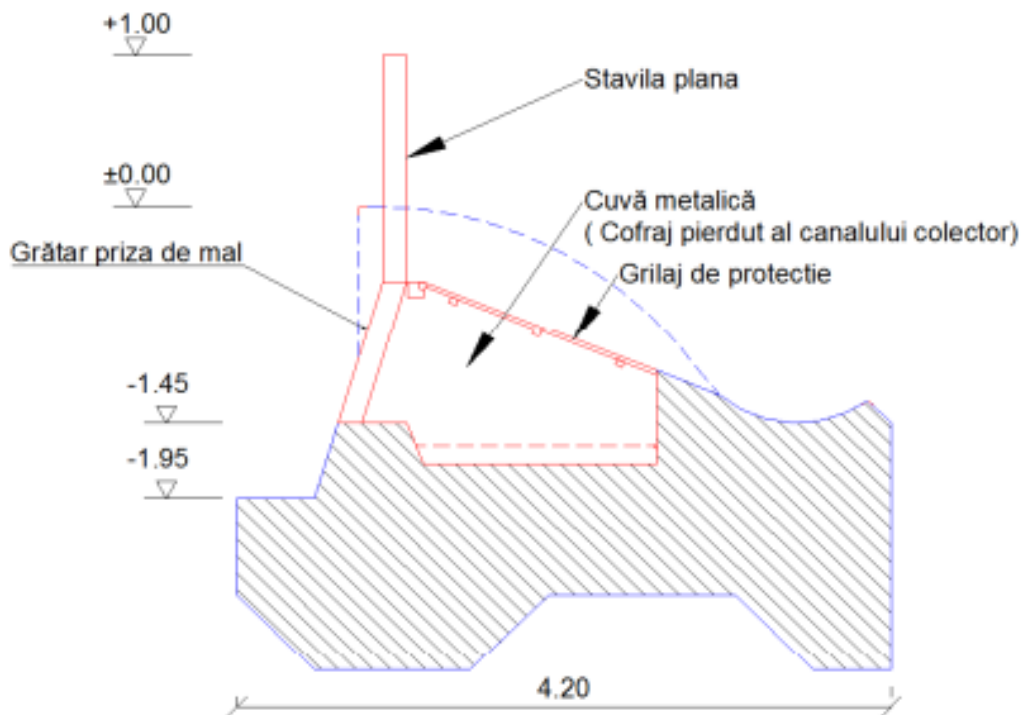 +1.00
Stavila plana
±0.00
Cuvă metalică
( Cofraj pierdut al canalului colector)
Grătar priza de mal
Grilaj de protectie
-1.45
-1.95
4.20